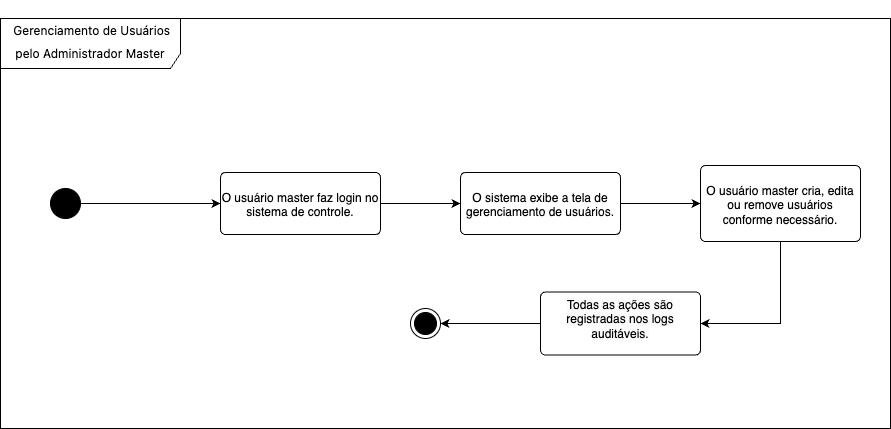 Gerenciamento de Usuários
pelo Administrador Master
O usuário master faz login no
sistema de controle.
O sistema exibe a tela de
gerenciamento de usuários.
O usuário master cria, edita
ou remove usuários
conforme necessário.
Todas as ações são
registradas nos logs
auditáveis.